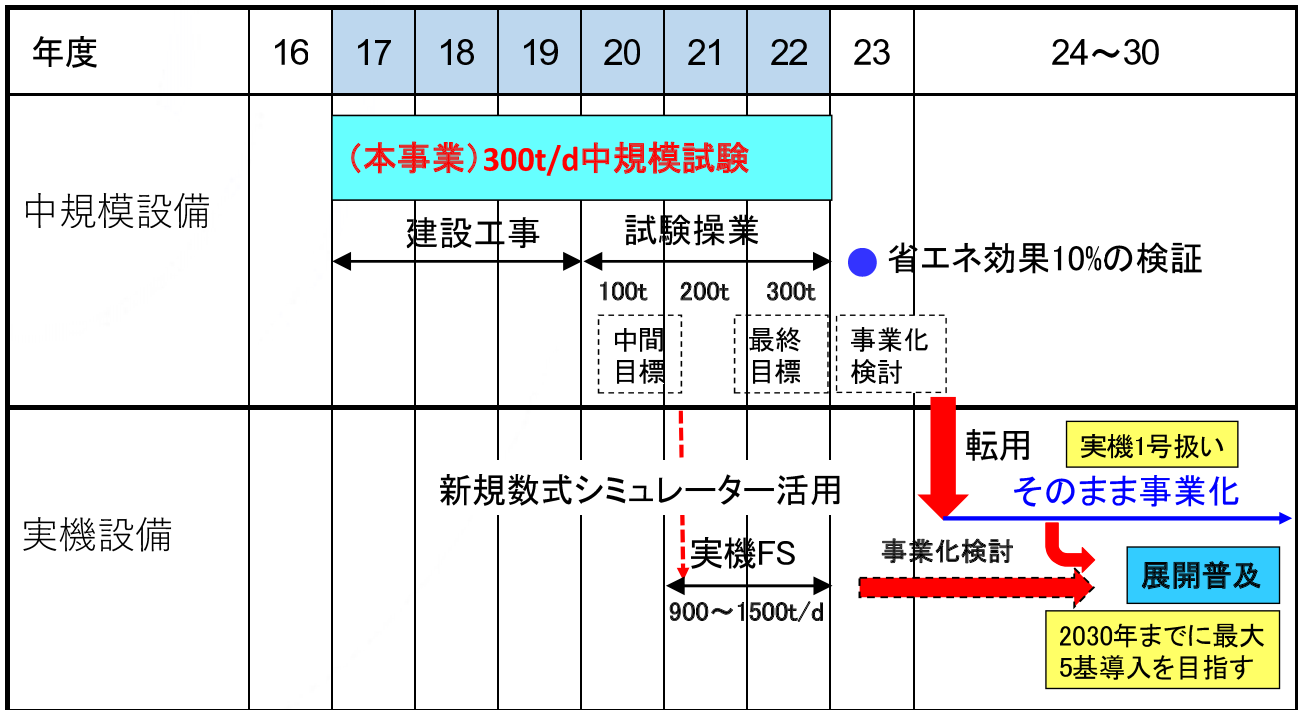 年度 16 17 18 19 20 21 22 23 24～30
（本事業）300t/d中規模試験
中規模設備
建設工事
試験操業
省エネ効果10%の検証
100t 200t 300t
中間
目標
最終
目標
事業化
検討
転用
実機1号扱い
新規数式シミュレーター活用
そのまま事業化
実機設備
実機FS
事業化検討
展開普及
900～1500t/d
2030年までに最大
5基導入を目指す